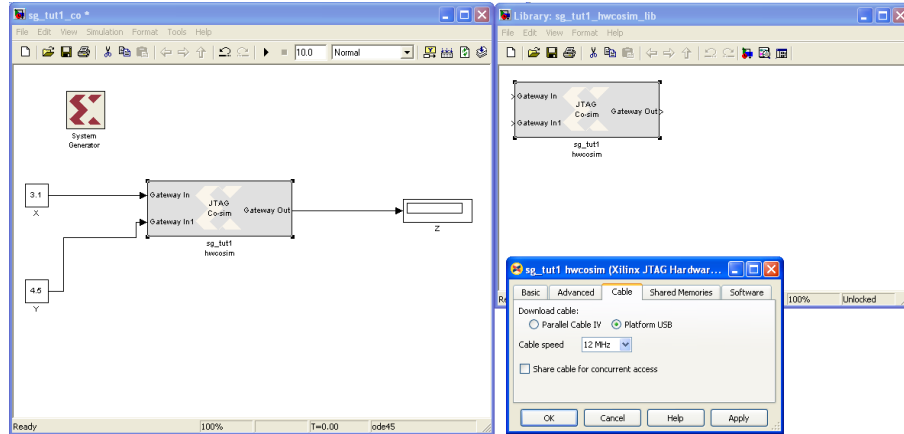 sg_tut1_co *
File Edit View Simulation Format Tools Help
10.0 Normal
System
Generator
3.1
X
Gateway In
Gateway In1
JTAG
Co-sim
Gateway Out
sg_tut1
hwcosim
Z
4.5
Y
Ready 100% T=0.00 ode45
Library: sg_tut1_hwcosim_lib
File Edit View Format Help
Gateway In
Gateway In1
JTAG
Co-sim
Gateway Out
sg_tut1
hwcosim
Re 100% Unlocked
sg_tut1 hwcosim (Xilinx JTAG Hardwar...
Basic Advanced Cable Shared Memories Software
Download cable:
Parallel Cable IV Platform USB
Cable speed 12 MHz
Share cable for concurrent access
OK Cancel Help Apply